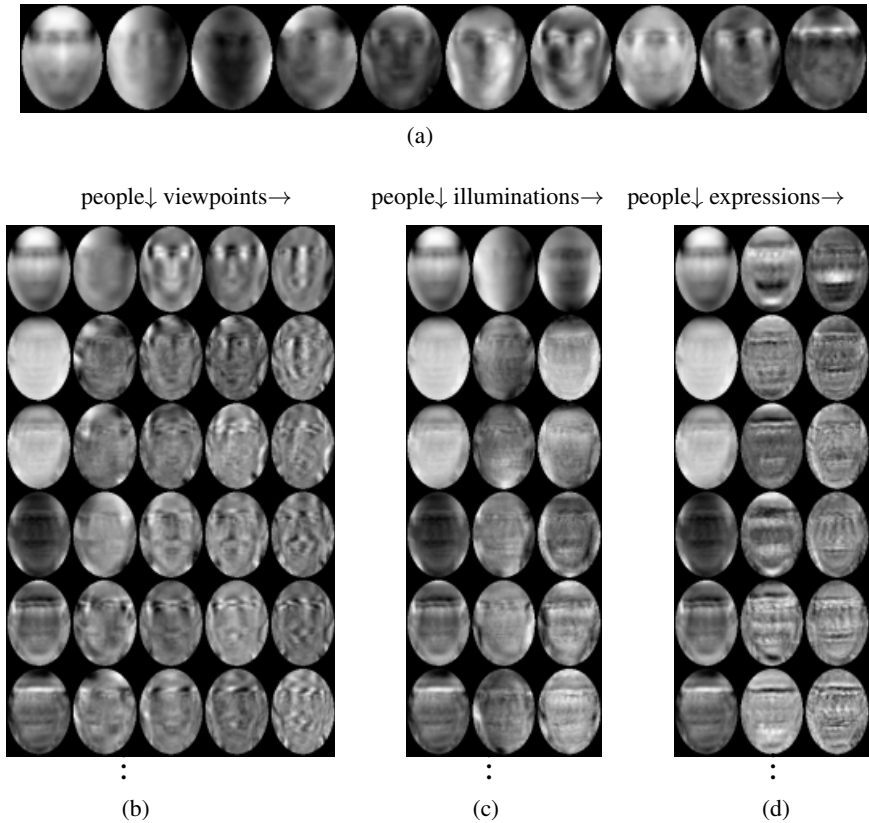 (a)
people↓ viewpoints→
people↓ illuminations→
people↓ expressions→
⋮
⋮
⋮
(b)
(c)
(d)